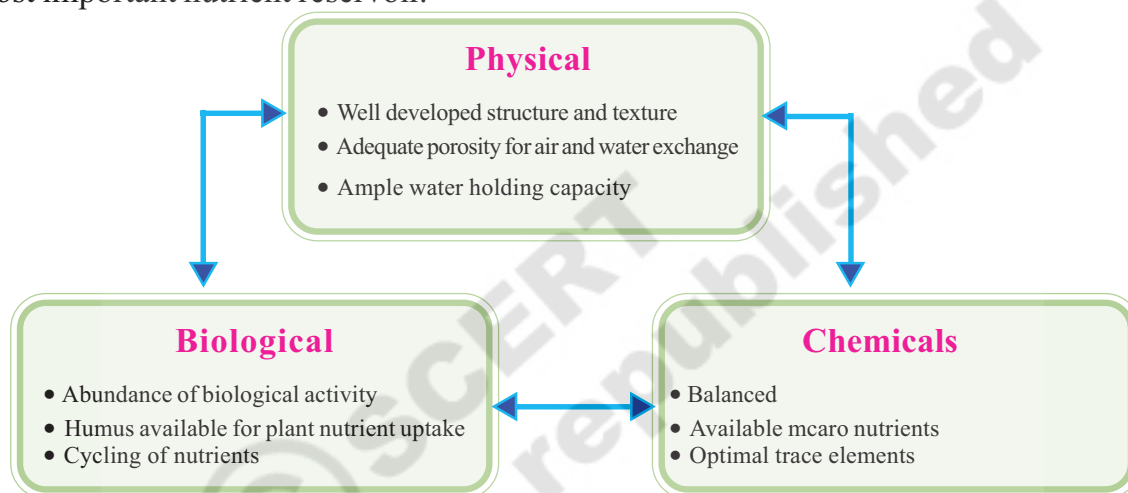 ost important nutrient reservoir.
Physical
• Well developed structure and texture
• Adequate porosity for air and water exchange
• Ample water holding capacity
Biological
• Abundance of biological activity
• Humus available for plant nutrient uptake
• Cycling of nutrients
Chemicals
• Balanced
• Available mcaro nutrients
• Optimal trace elements
© SCERT
republished